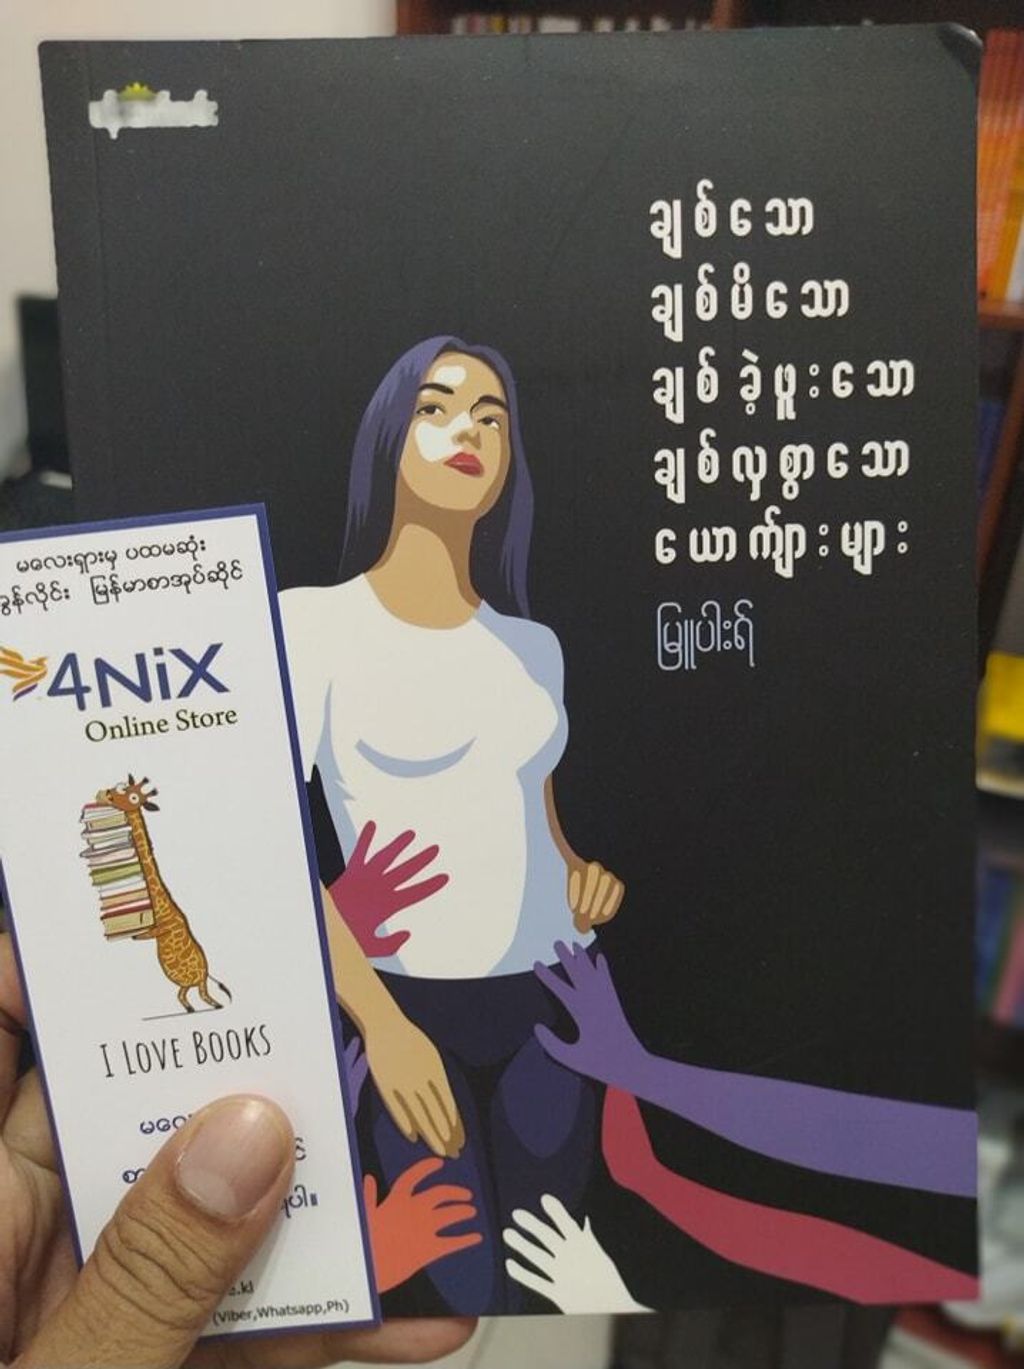 ချစ်သော
ချစ်မိသော
ချစ်ခဲ့ဖူးသော
ချစ်လှစွာသော
ယောက်ျားများ
မြူပါးရ်
မလေးရှားမှ ပထမဆုံး
အွန်လိုင်း မြန်မာစာအုပ်ဆိုင်
4NiX
Online Store
I LOVE BOOKS
(Viber,Whatsapp,Ph)